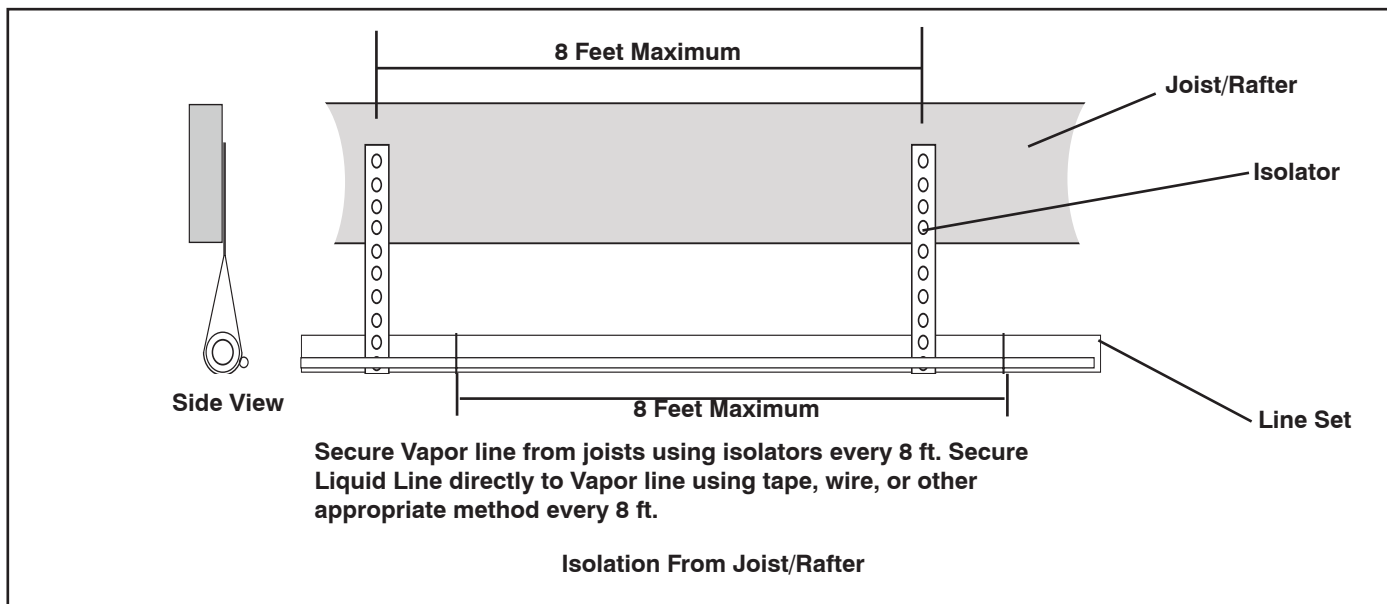 8 Feet Maximum
Joist/Rafter
Isolator
Side View
8 Feet Maximum
Line Set
Secure Vapor line from joists using isolators every 8 ft. Secure
Liquid Line directly to Vapor line using tape, wire, or other
appropriate method every 8 ft.
Isolation From Joist/Rafter